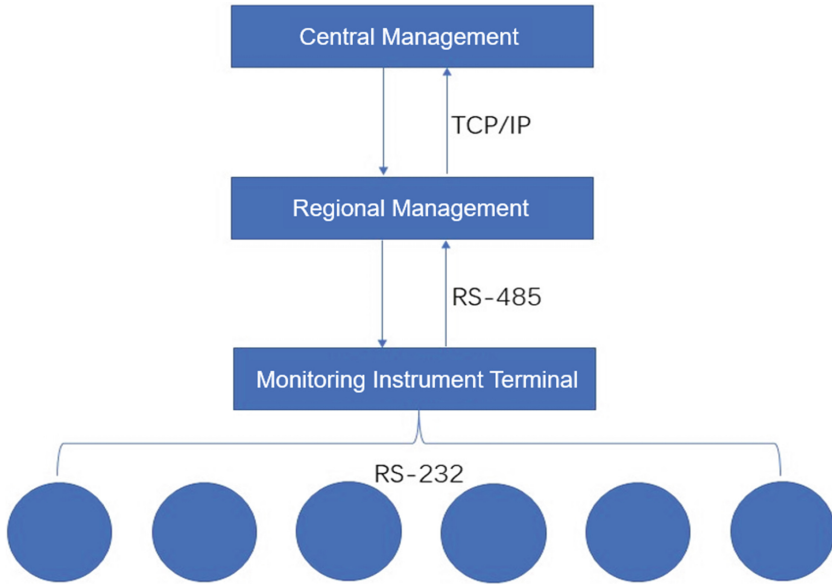 Central Management
TCP/IP
Regional Management
RS-485
Monitoring Instrument Terminal
RS-232